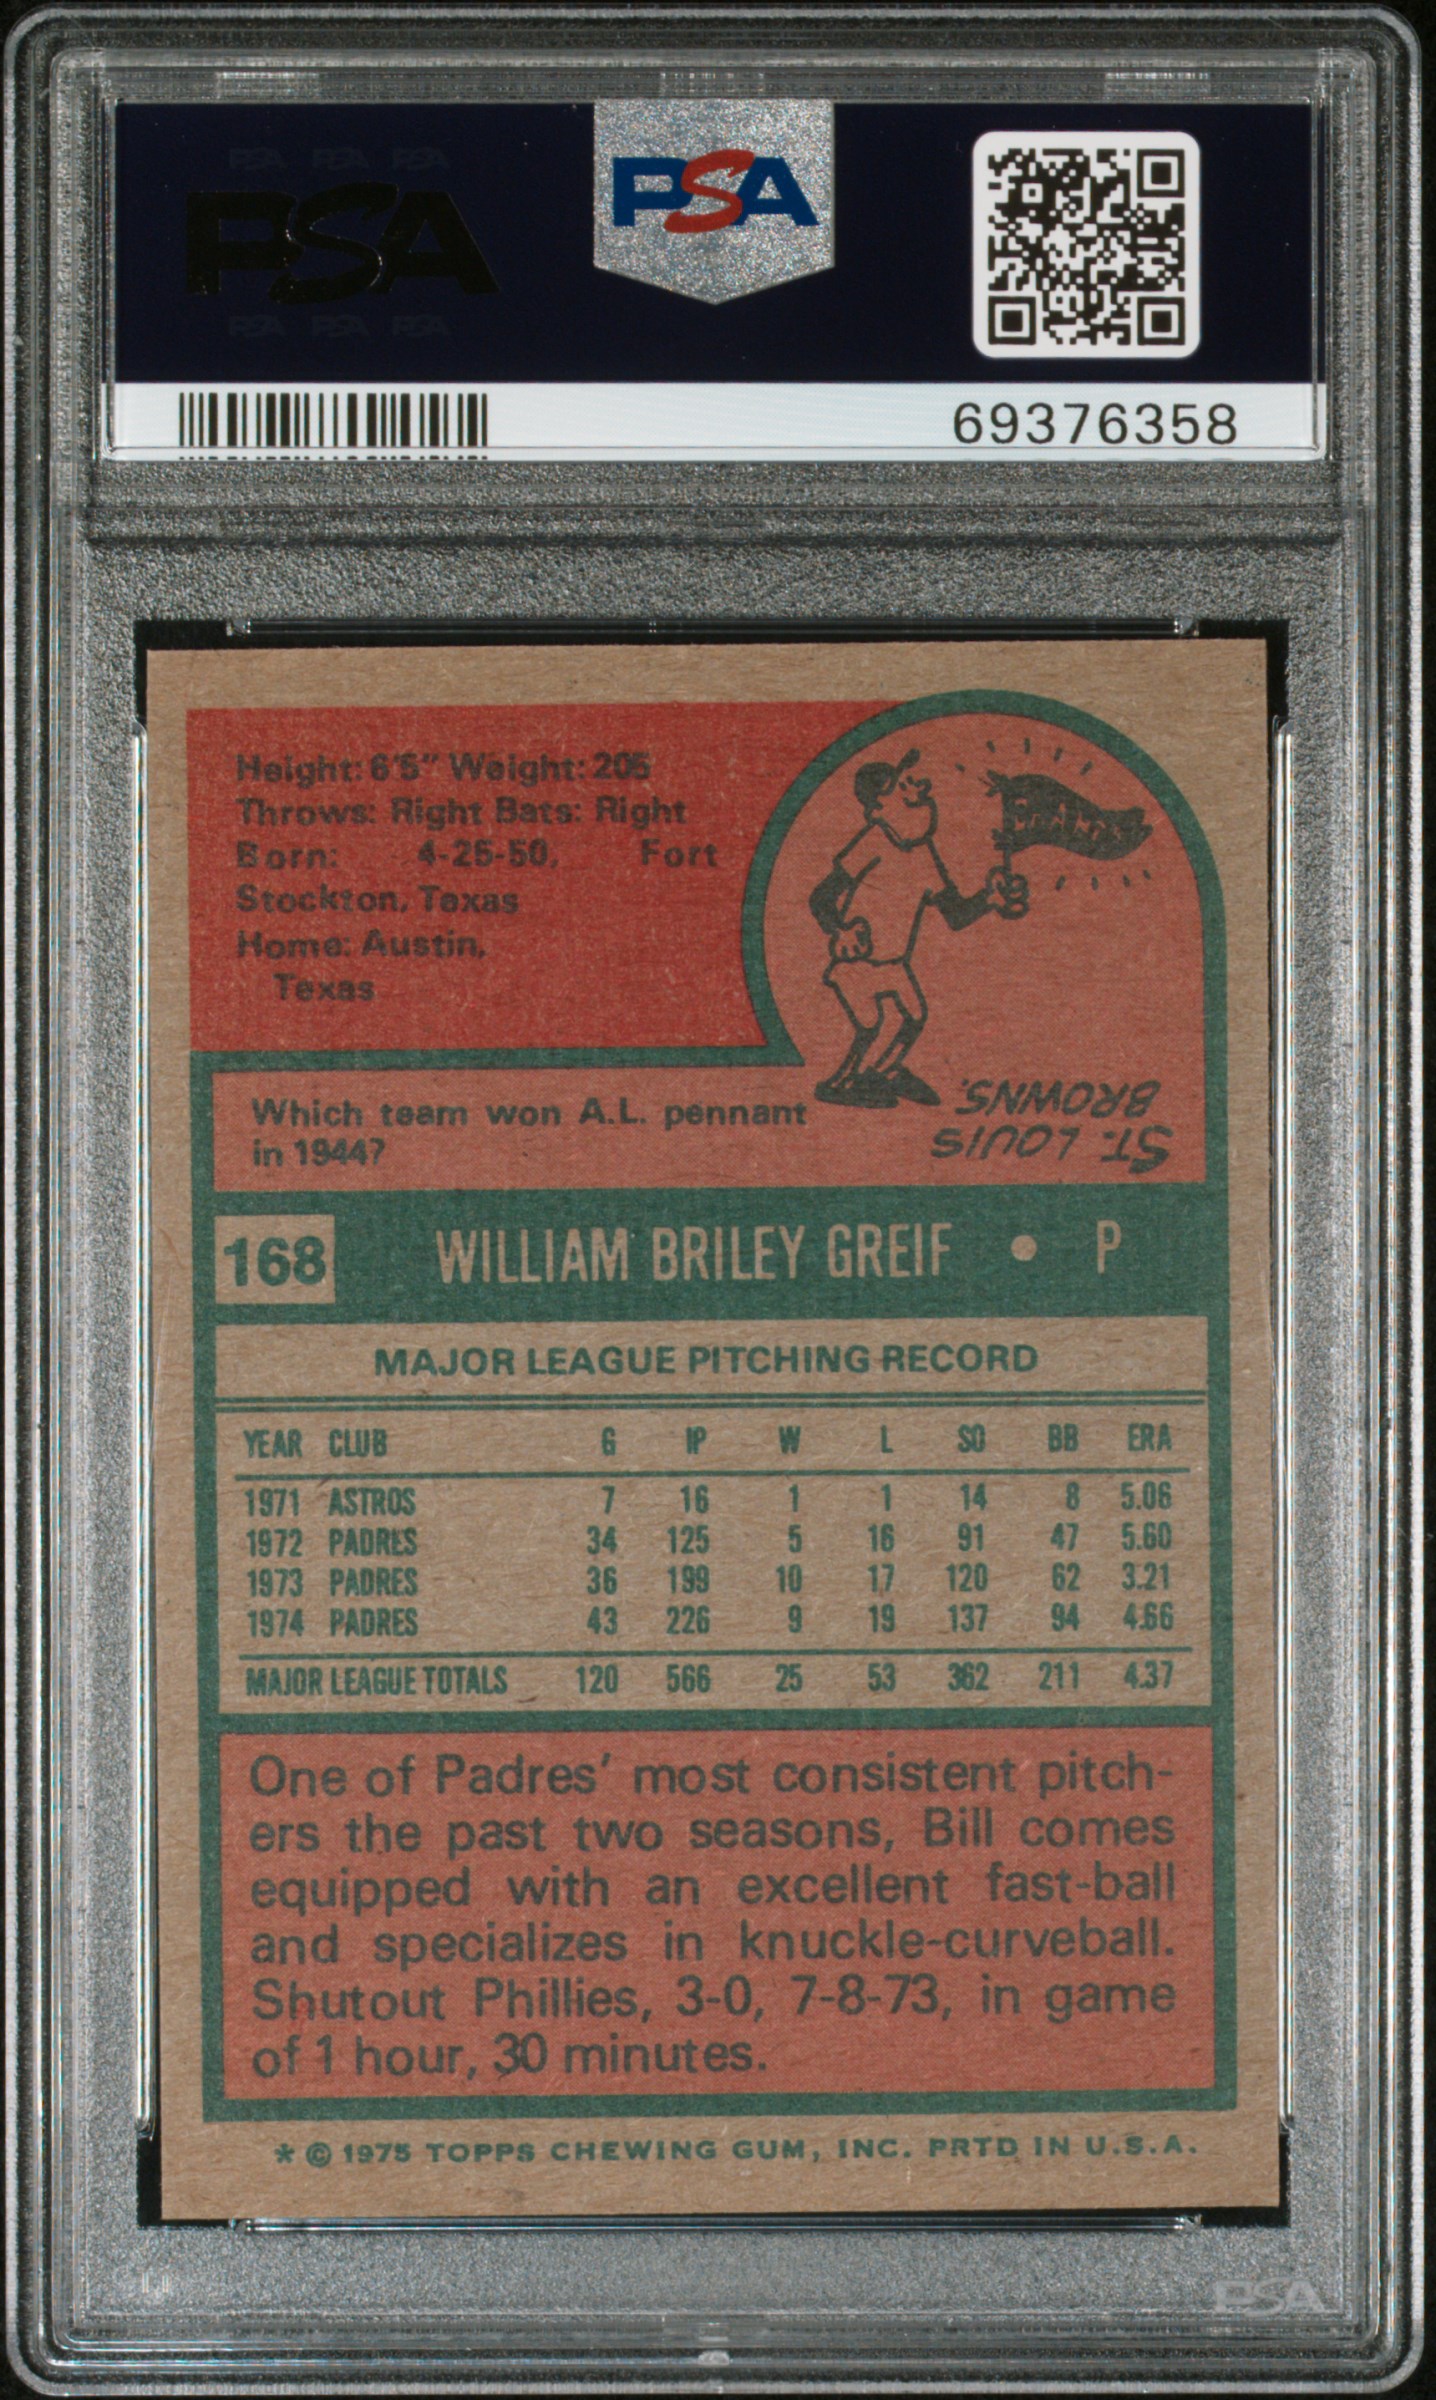 PSA PSA PSA
PSA
PSA PSA PSA
PSA
69376358
Height: 6'5" Weight: 205
Throws: Right Bats: Right
Born: 4-25-50, Fort
Stockton, Texas
Home: Austin,
Texas
Which team won A.L. pennant
in 1944?
ST. LOUIS
BROWNS.
168 WILLIAM BRILEY GREIF • P
MAJOR LEAGUE PITCHING RECORD
YEAR CLUB G IP W L SO BB ERA
1971 ASTROS 7 16 1 1 14 8 5.06
1972 PADRES 34 125 5 16 91 47 5.60
1973 PADRES 36 199 10 17 120 62 3.21
1974 PADRES 43 226 9 19 137 94 4.66
MAJOR LEAGUE TOTALS 120 566 25 53 362 211 4.37
One of Padres' most consistent pitch-
ers the past two seasons, Bill comes
equipped with an excellent fast-ball
and specializes in knuckle-curveball.
Shutout Phillies, 3-0, 7-8-73, in game
of 1 hour, 30 minutes.
* © 1975 TOPPS CHEWING GUM, INC. PRTD IN U.S.A.
PSA